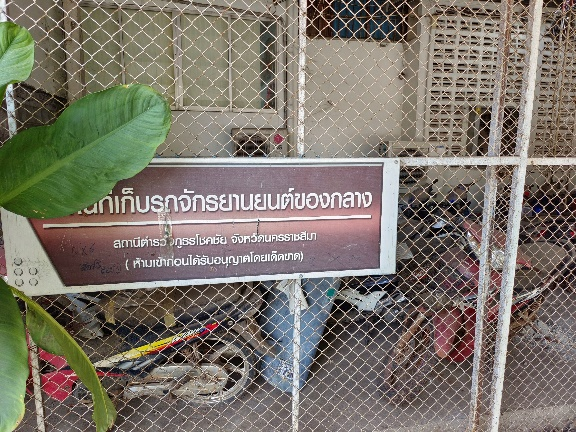 ที่เก็บรถจักรยานยนต์ของกลาง
สถานีตำรวจภูธรโชคชัย จังหวัดนครราชสีมา
( ห้ามเข้าก่อนได้รับอนุญาตโดยเด็ดขาด )